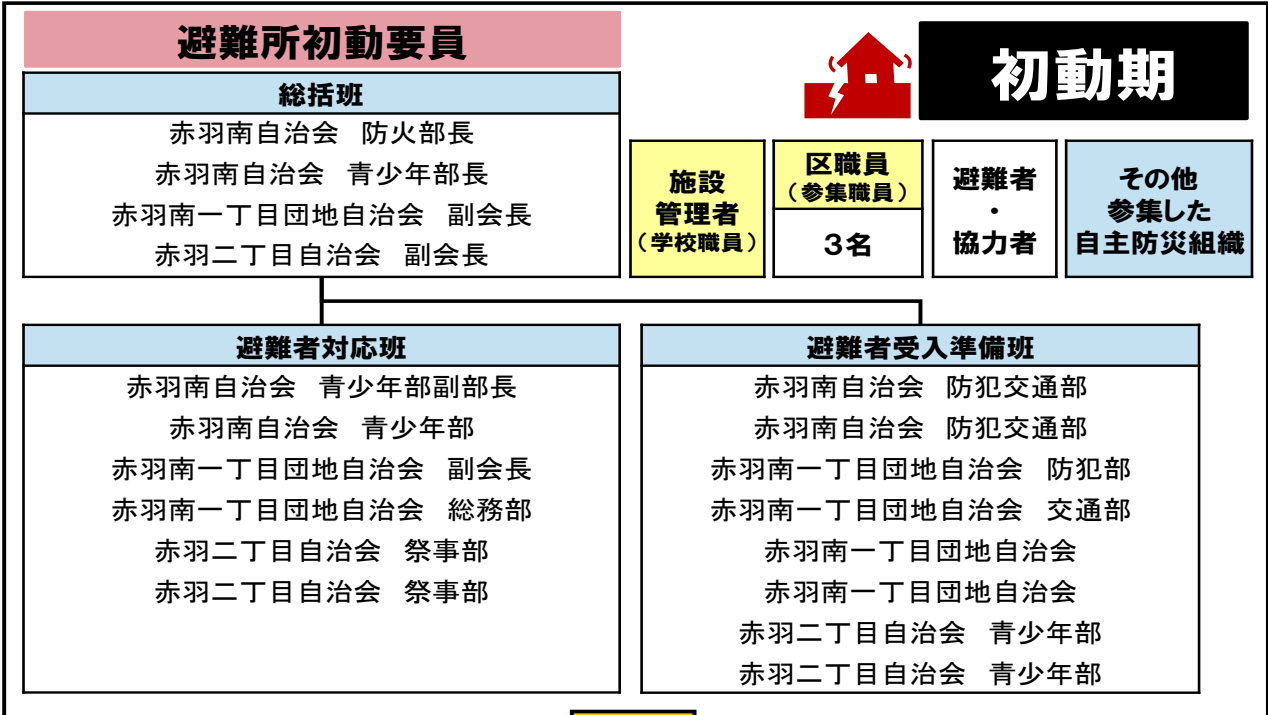 避難所初動要員
初動期
総括班
赤羽南自治会 防火部長
赤羽南自治会 青少年部長
赤羽南一丁目団地自治会 副会長
赤羽二丁目自治会 副会長
施設
管理者
(学校職員)
区職員
(参集職員)
3名
避難者
・
協力者
その他
参集した
自主防災組織
避難者対応班
赤羽南自治会 青少年部副部長
赤羽南自治会 青少年部
赤羽南一丁目団地自治会 副会長
赤羽南一丁目団地自治会 総務部
赤羽二丁目自治会 祭事部
赤羽二丁目自治会 祭事部
避難者受入準備班
赤羽南自治会 防犯交通部
赤羽南自治会 防犯交通部
赤羽南一丁目団地自治会 防犯部
赤羽南一丁目団地自治会 交通部
赤羽南一丁目団地自治会
赤羽南一丁目団地自治会
赤羽二丁目自治会 青少年部
赤羽二丁目自治会 青少年部